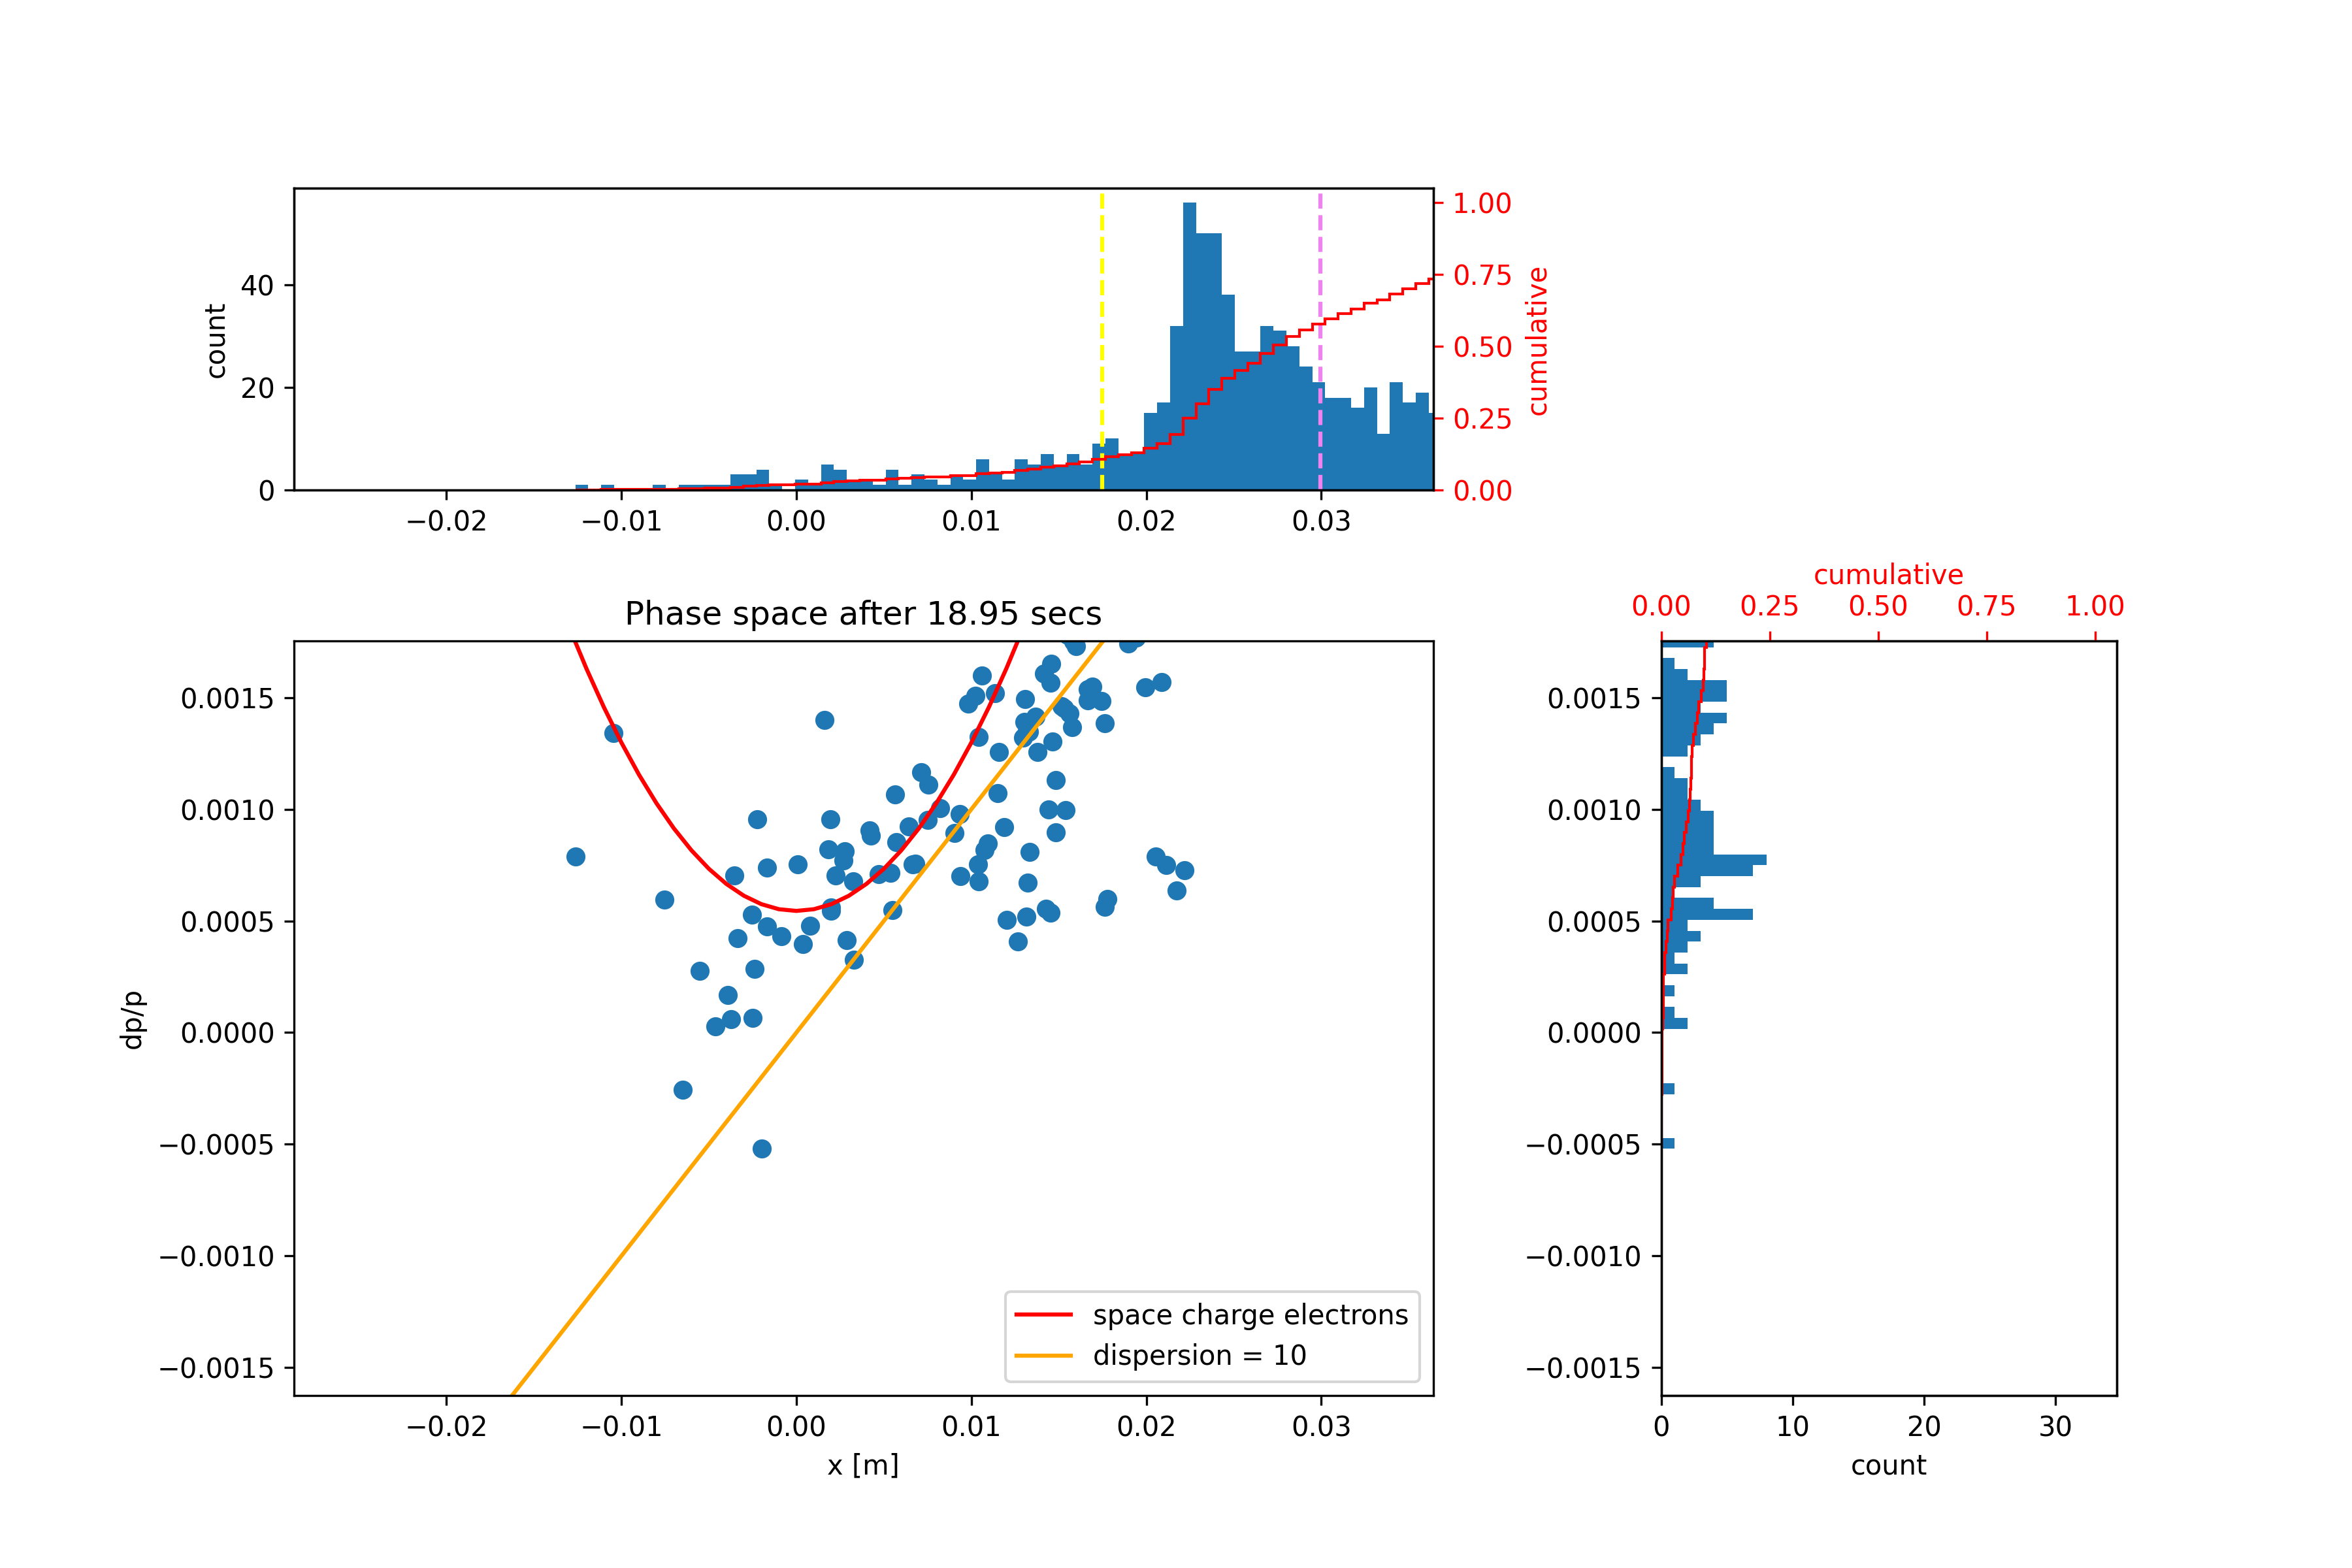 1.00
0.75
0.50
0.25
0.00
cumulative
40
20
0
count
−0.02 −0.01 0.00 0.01 0.02 0.03
cumulative
0.00 0.25 0.50 0.75 1.00
Phase space after 18.95 secs
0.0015
0.0010
0.0005
0.0000
−0.0005
−0.0010
−0.0015
dp/p
space charge electrons
dispersion = 10
−0.02 −0.01 0.00 0.01 0.02 0.03
x [m]
0.0015
0.0010
0.0005
0.0000
−0.0005
−0.0010
−0.0015
0 10 20 30
count